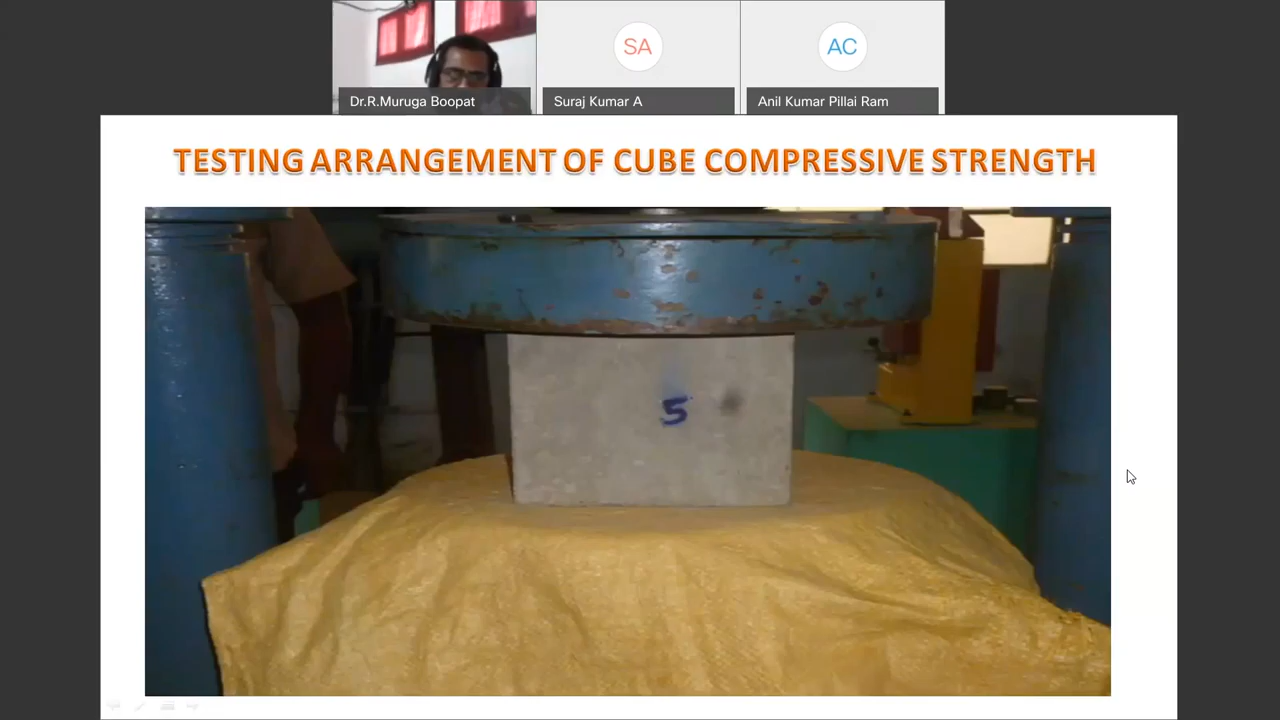 SA
AC
Dr.R.Muruga Boopat
Suraj Kumar A
Anil Kumar Pillai Ram
TESTING ARRANGEMENT OF CUBE COMPRESSIVE STRENGTH
5